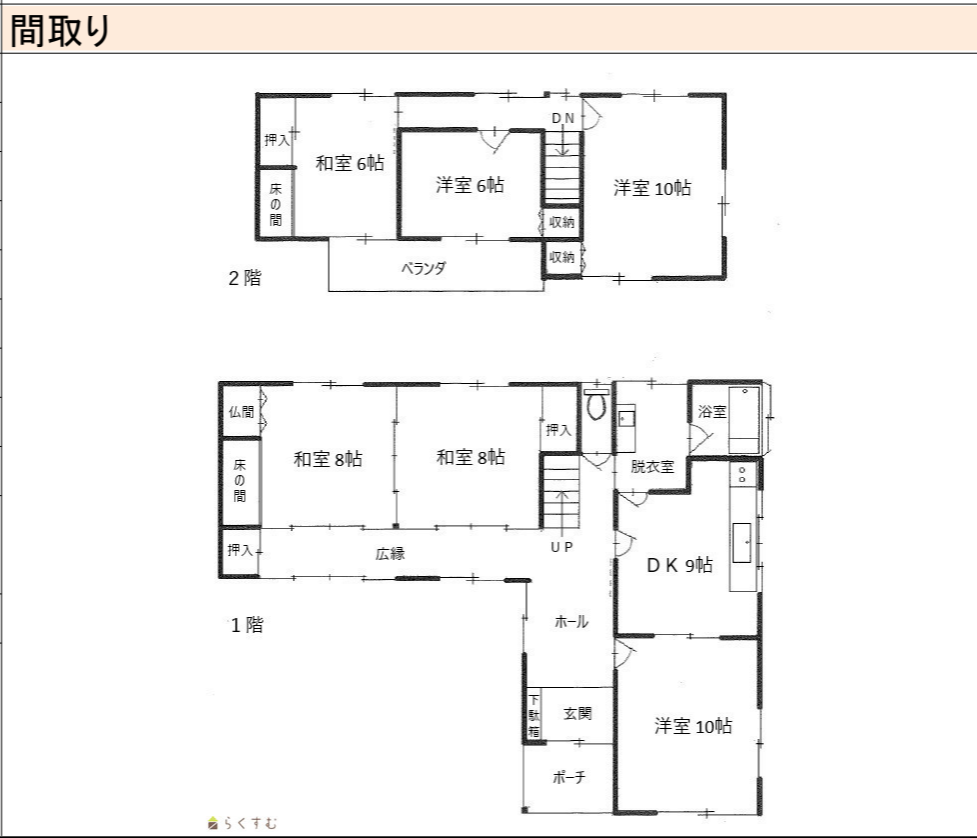 間取り
DN
押入
和室 6帖
床の間
洋室 6帖
洋室 10帖
収納
収納
ベランダ
2階
仏間
押入
浴室
和室 8帖
和室 8帖
床の間
脱衣室
押入
広縁
UP
DK 9帖
1階
ホール
下駄箱
玄関
洋室 10帖
ポーチ
らくすむ